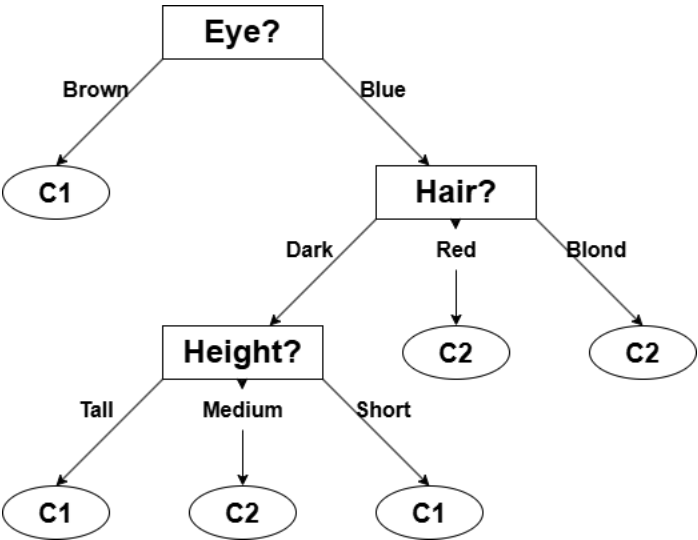 Eye?
Brown
Blue
C1
Hair?
Dark
Red
Blond
Height?
C2
C2
Tall
Medium
Short
C1
C2
C1